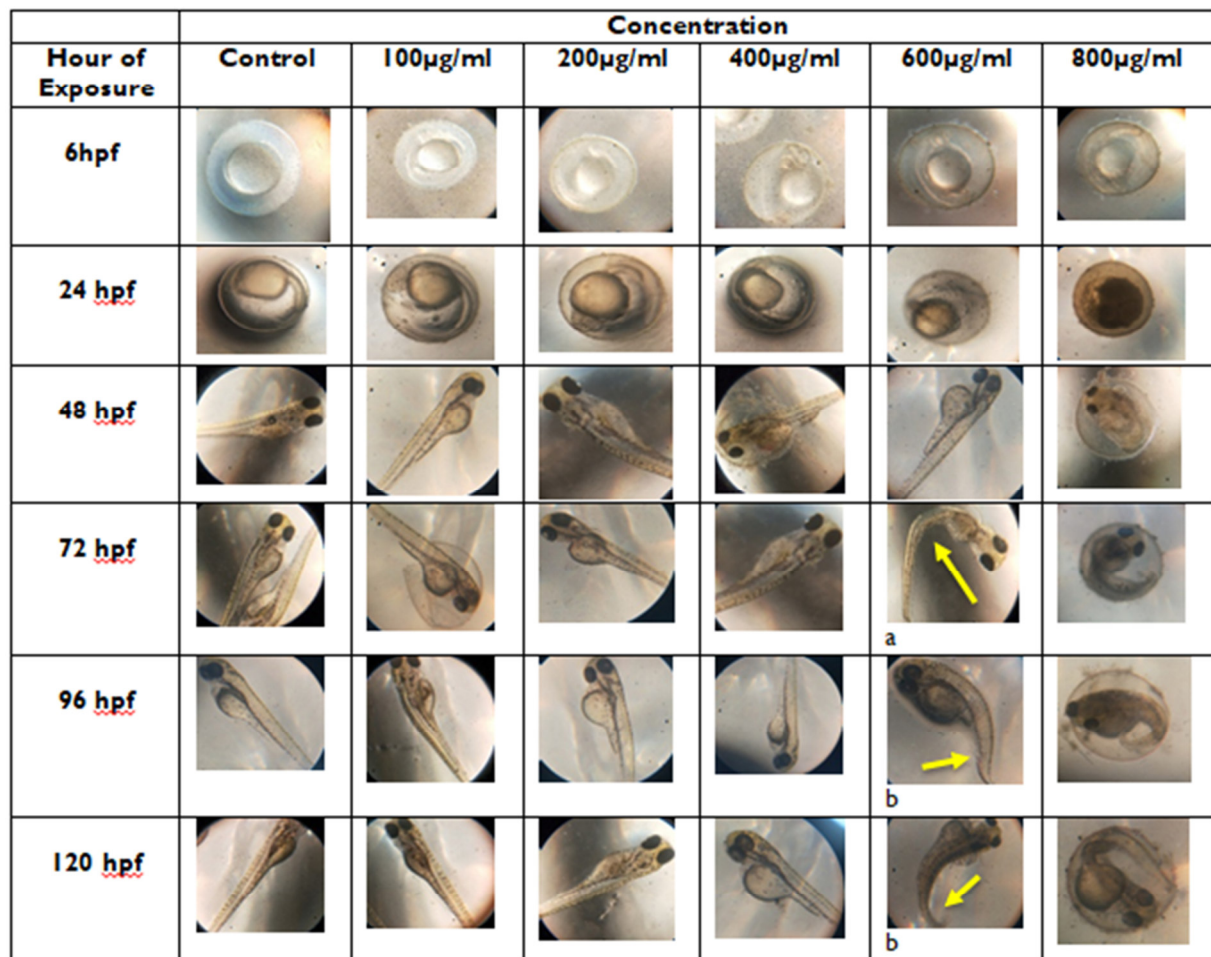 Concentration
Hour of Exposure Control 100µg/ml 200µg/ml 400µg/ml 600µg/ml 800µg/ml
6hpf
24 hpf
48 hpf
72 hpf
a
96 hpf
b
120 hpf
b